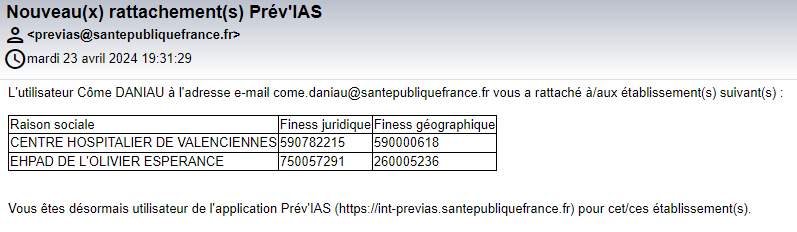 Nouveau(x) rattachement(s) Prév'IAS
<previas@santepubliquefrance.fr>
mardi 23 avril 2024 19:31:29
L'utilisateur Côme DANIAU à l'adresse e-mail come.daniau@santepubliquefrance.fr vous a rattaché à/aux établissement(s) suivant(s) :
Raison sociale Finess juridique Finess géographique
CENTRE HOSPITALIER DE VALENCIENNES 590782215 590000618
EHPAD DE L'OLIVIER ESPERANCE 750057291 260005236
Vous êtes désormais utilisateur de l'application Prév'IAS (https://int-previas.santepubliquefrance.fr) pour cet/ces établissement(s).